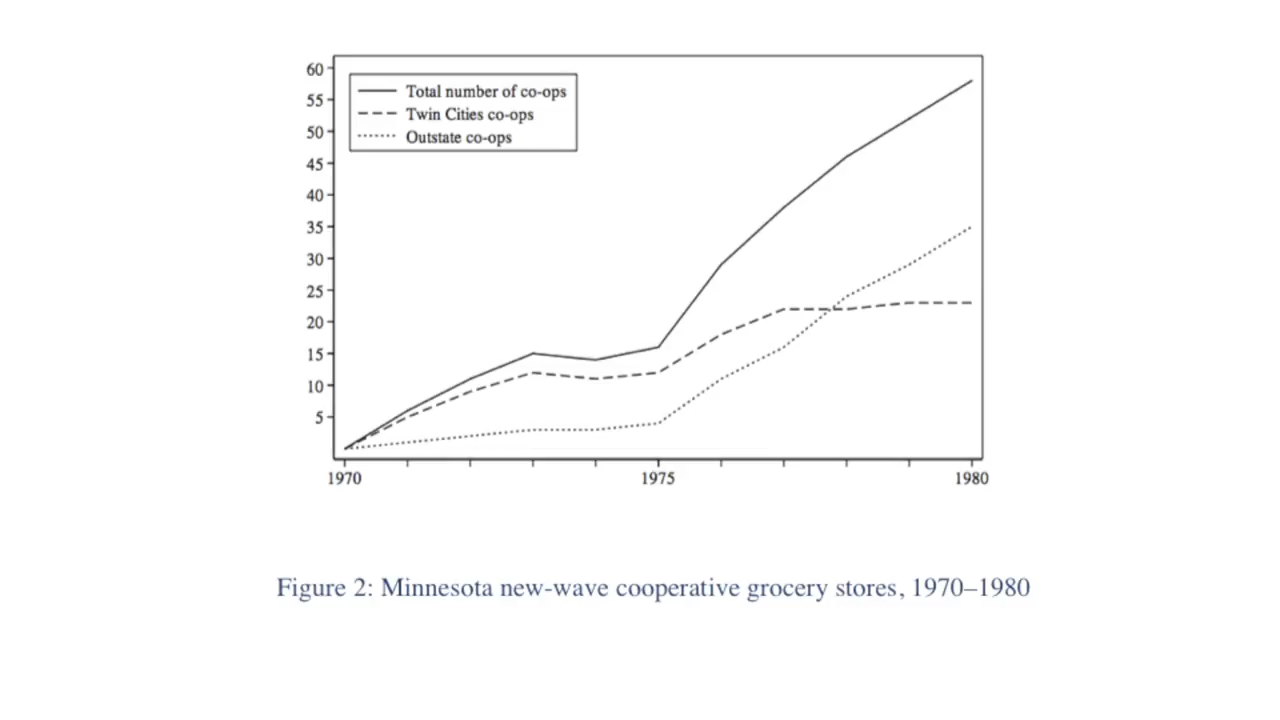 60
55
50
45
40
35
30
25
20
15
10
5
Total number of co-ops
Twin Cities co-ops
Outstate co-ops
1970 1975 1980
Figure 2: Minnesota new-wave cooperative grocery stores, 1970–1980